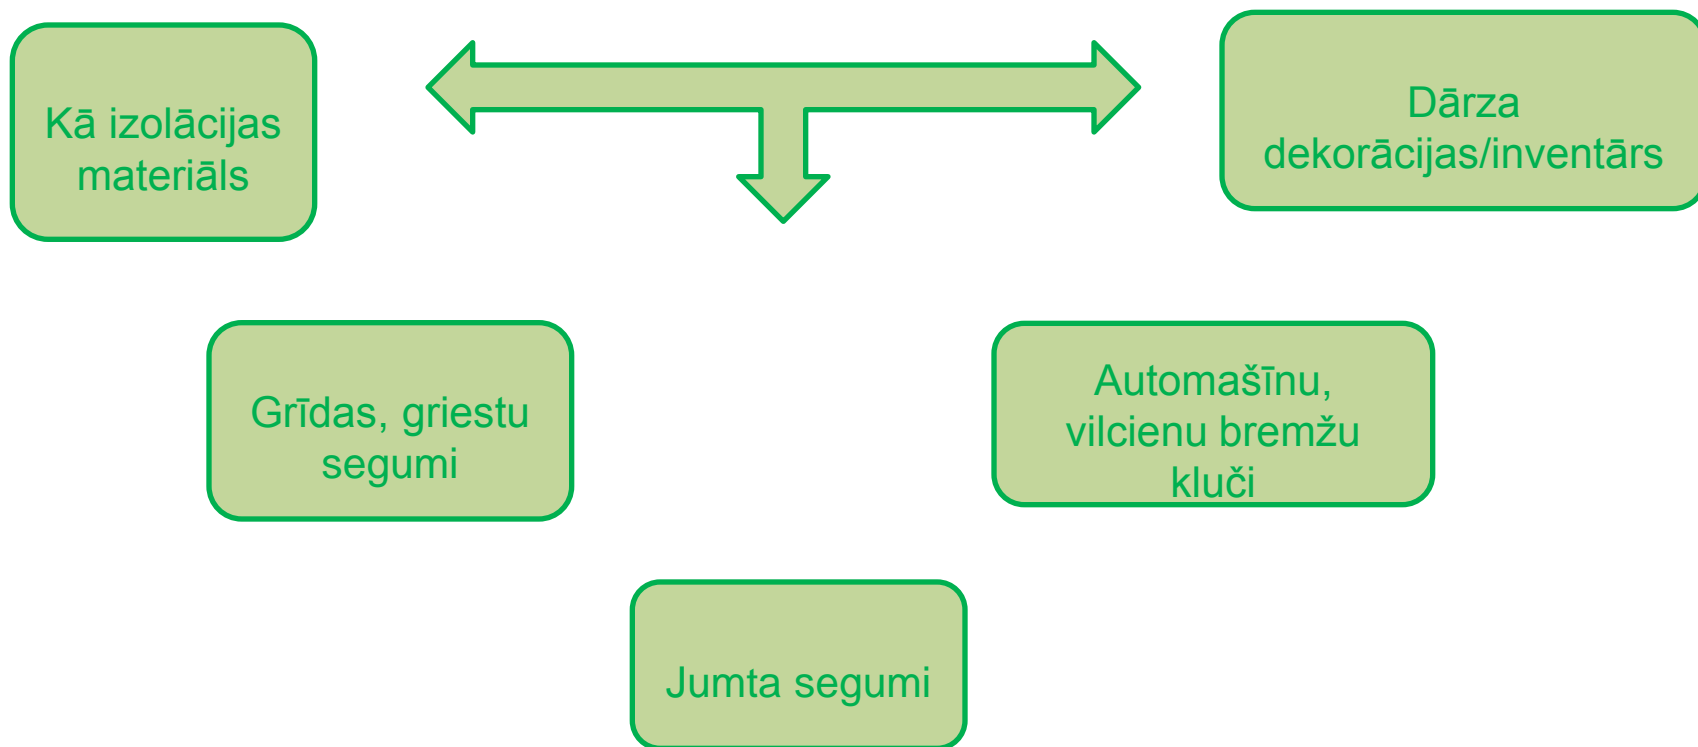 Kā izolācijas
materiāls
Dārza
dekorācijas/inventārs
Grīdas, griestu
segumi
Automašīnu,
vilcienu bremžu
kluči
Jumta segumi